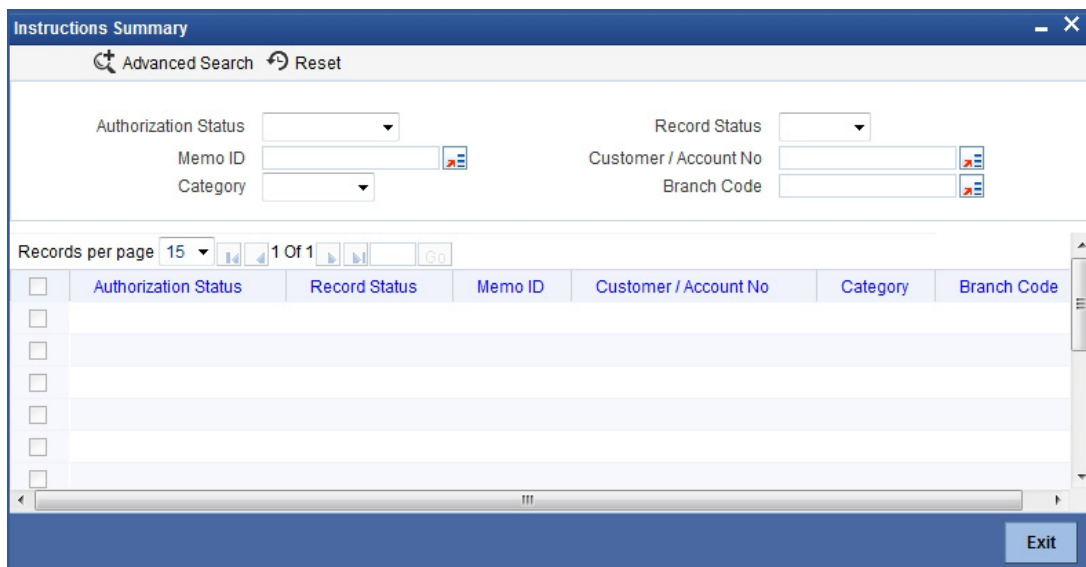 Instructions Summary
Advanced Search Reset
Authorization Status Record Status
Memo ID Customer / Account No
Category Branch Code
Records per page 15 1 Of 1 Go
Authorization Status Record Status Memo ID Customer / Account No Category Branch Code
Exit